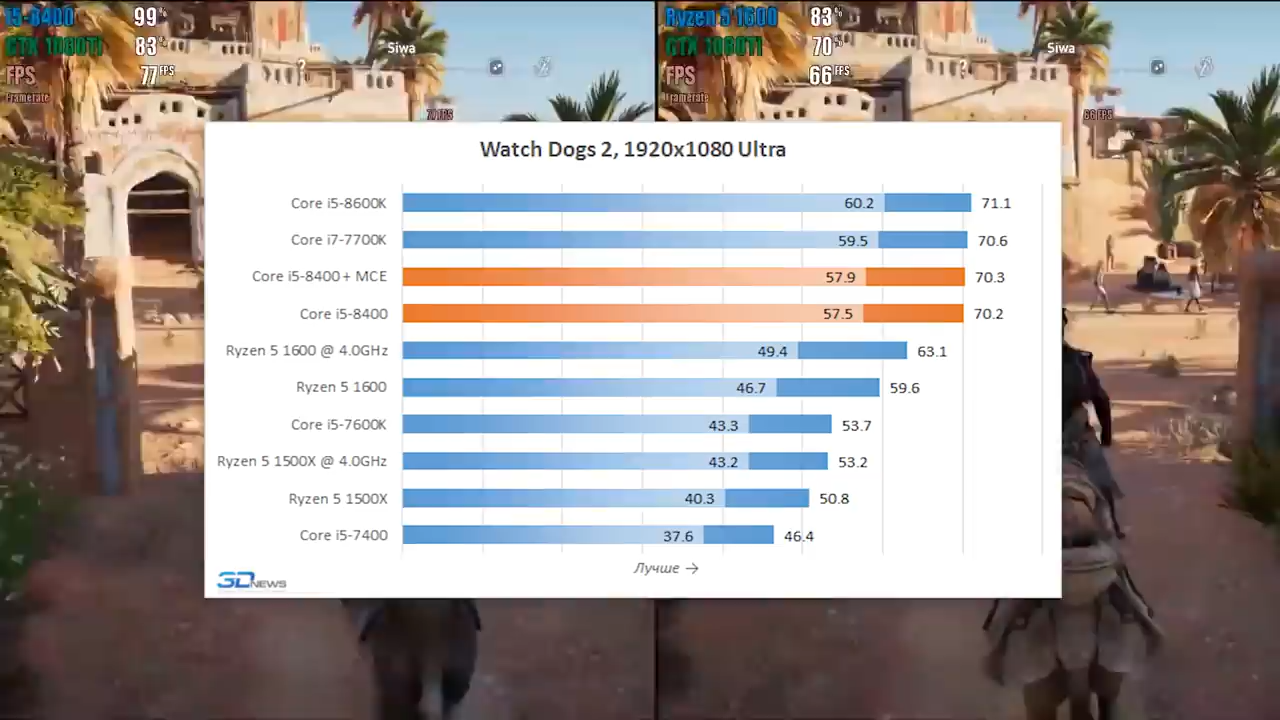 i5-8400 99%
GTX 1080Ti 83%
FPS 77 FPS
Framerate
77 FPS
Siwa
?
Ryzen 5 1600 83%
GTX 1080Ti 70%
FPS 66 FPS
Framerate
66 FPS
Siwa
?
Watch Dogs 2, 1920x1080 Ultra
Core i5-8600K 60.2 71.1
Core i7-7700K 59.5 70.6
Core i5-8400 + MCE 57.9 70.3
Core i5-8400 57.5 70.2
Ryzen 5 1600 @ 4.0GHz 49.4 63.1
Ryzen 5 1600 46.7 59.6
Core i5-7600K 43.3 53.7
Ryzen 5 1500X @ 4.0GHz 43.2 53.2
Ryzen 5 1500X 40.3 50.8
Core i5-7400 37.6 46.4
Лучше →
3DNEWS